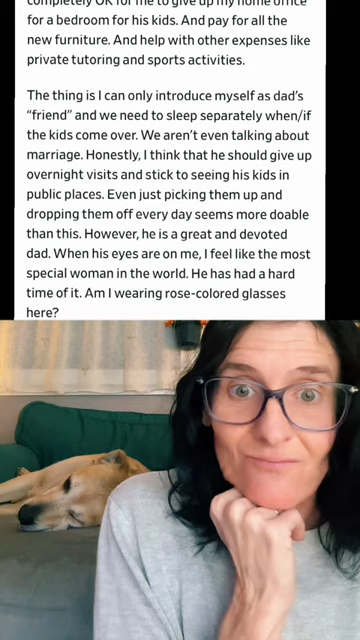 completely OK for me to give up my home office
for a bedroom for his kids. And pay for all the
new furniture. And help with other expenses like
private tutoring and sports activities.
The thing is I can only introduce myself as dad's
“friend” and we need to sleep separately when/if
the kids come over. We aren't even talking about
marriage. Honestly, I think that he should give up
overnight visits and stick to seeing his kids in
public places. Even just picking them up and
dropping them off every day seems more doable
than this. However, he is a great and devoted
dad. When his eyes are on me, I feel like the most
special woman in the world. He has had a hard
time of it. Am I wearing rose-colored glasses
here?